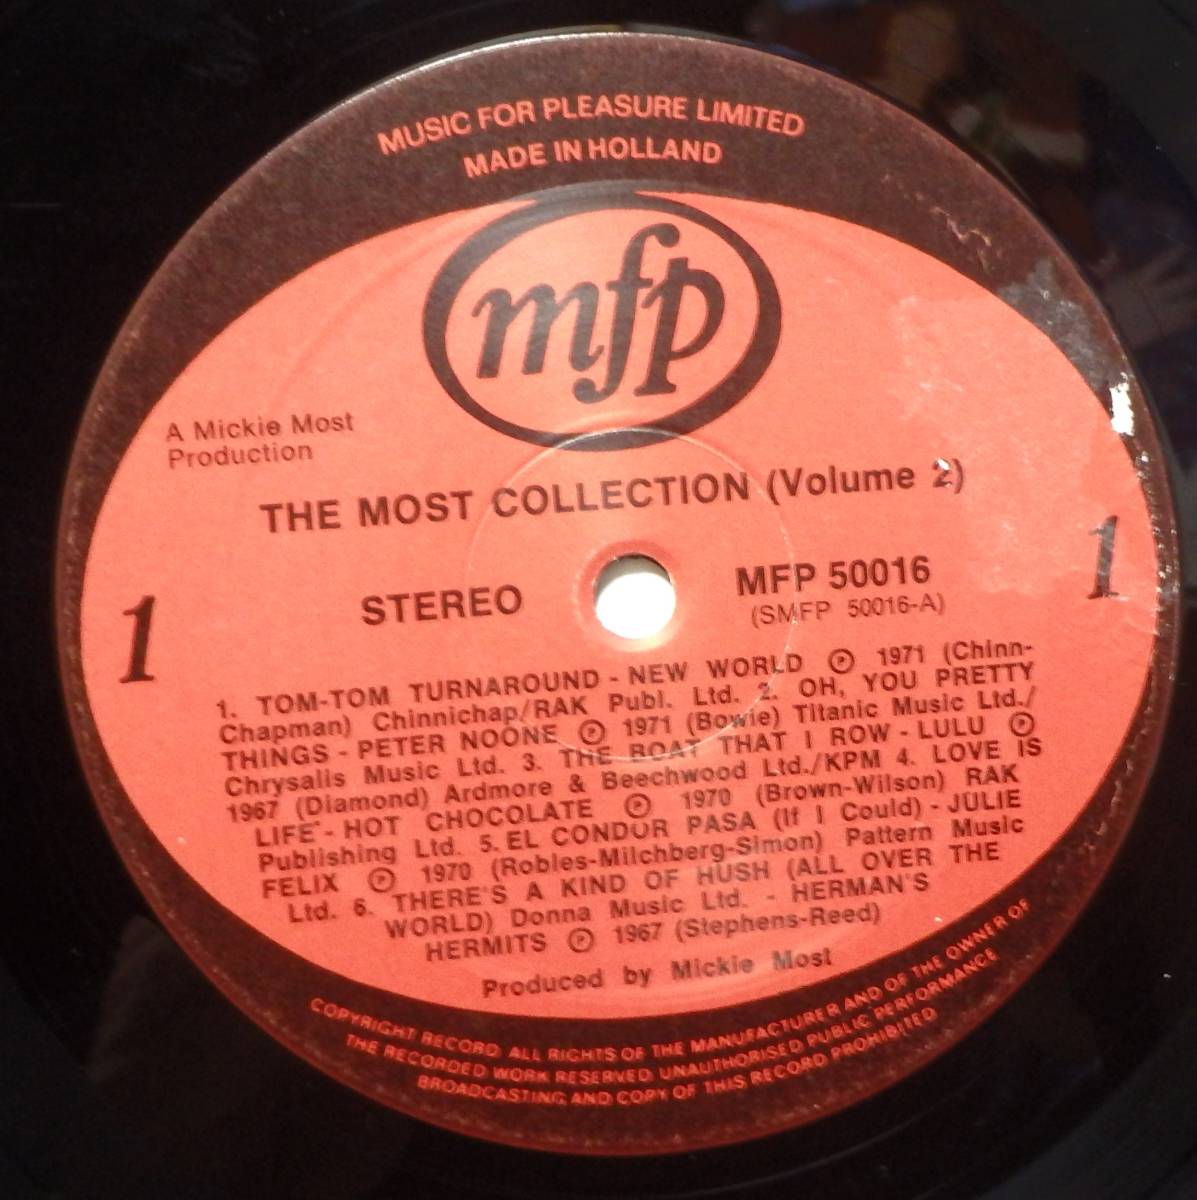 MUSIC FOR PLEASURE LIMITED
MADE IN HOLLAND
mfp
A Mickie Most
Production
THE MOST COLLECTION (Volume 2)
1
1
STEREO
MFP 50016
(SMFP 50016-A)
1. TOM-TOM TURNAROUND - NEW WORLD Ⓟ 1971 (Chinn-
Chapman) Chinnichap/RAK Publ. Ltd. 2. OH, YOU PRETTY
THINGS - PETER NOONE Ⓟ 1971 (Bowie) Titanic Music Ltd./
Chrysalis Music Ltd. 3. THE BOAT THAT I ROW - LULU Ⓟ
1967 (Diamond) Ardmore & Beechwood Ltd./KPM 4. LOVE IS
LIFE - HOT CHOCOLATE Ⓟ 1970 (Brown-Wilson) RAK
Publishing Ltd. 5. EL CONDUR PASA (If I Could) - JULIE
FELIX Ⓟ 1970 (Robles-Milchberg-Simon) Pattern Music
Ltd. 6. THERE'S A KIND OF HUSH (ALL OVER THE
WORLD) Donna Music Ltd. - HERMAN'S
HERMITS Ⓟ 1967 (Stephens-Reed)
Produced by Mickie Most
COPYRIGHT RECORD. ALL RIGHTS OF THE MANUFACTURER AND OF THE OWNER OF
THE RECORDED WORK RESERVED. UNAUTHORISED PUBLIC PERFORMANCE
BROADCASTING AND COPY OF THIS RECORD PROHIBITED